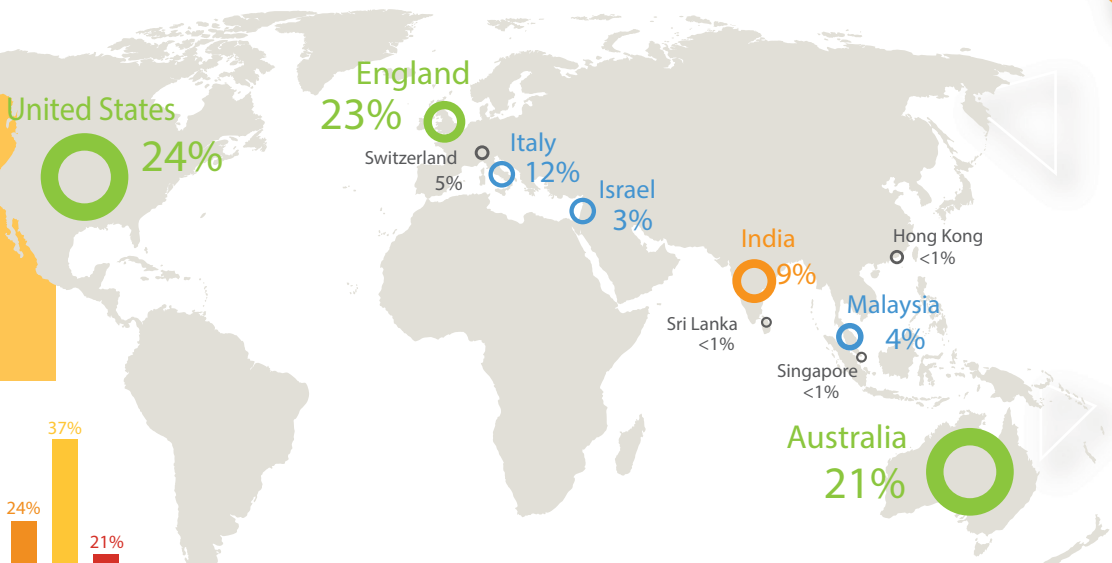 United States
24%
England
23%
Switzerland
5%
Italy
12%
Israel
3%
India
9%
Hong Kong
<1%
Sri Lanka
<1%
Malaysia
4%
Singapore
<1%
Australia
21%
24%
37%
21%